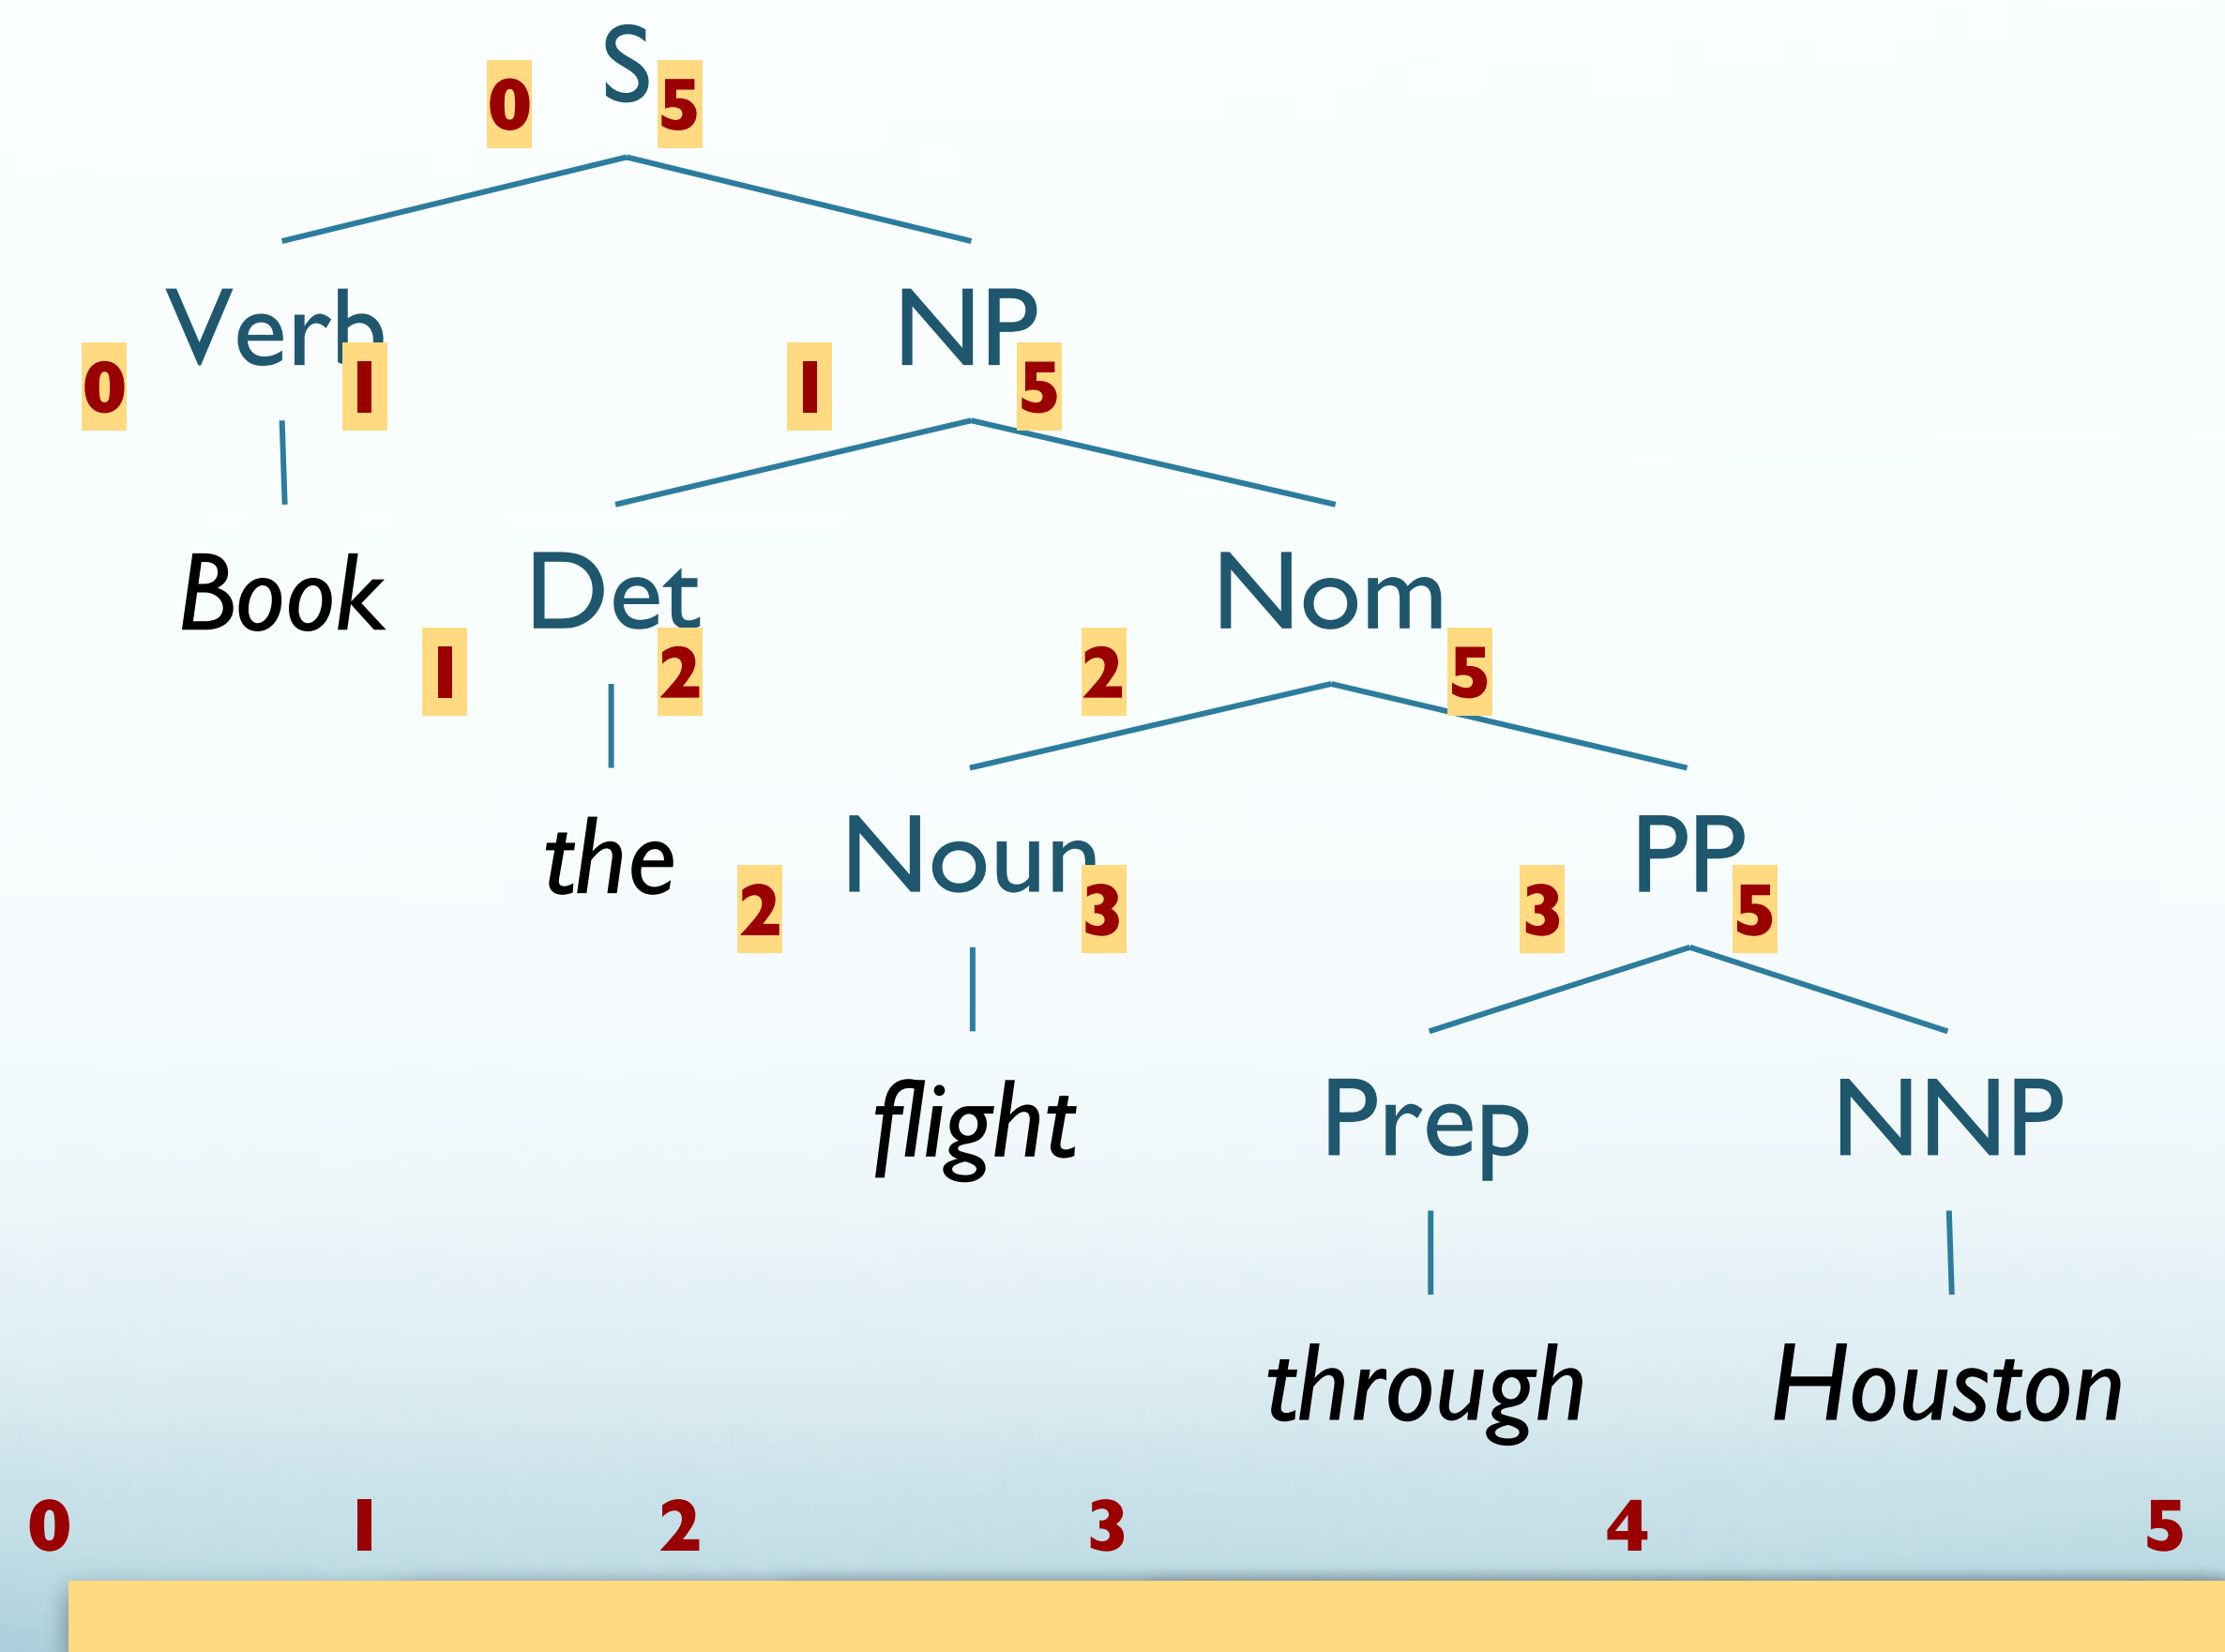 S
0 5
Verb NP
0 1 1 5
Book Det Nom
1 2 2 5
the Noun PP
2 3 3 5
flight Prep NNP
through Houston
0 1 2 3 4 5